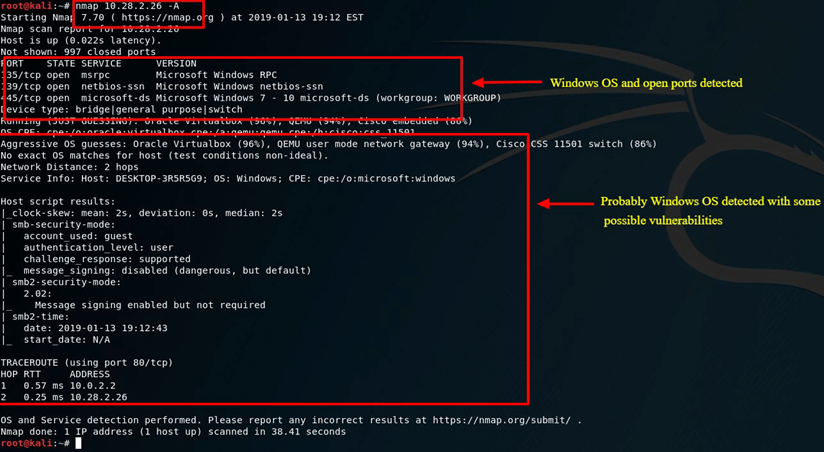 root@kali:~# nmap 10.28.2.26 -A
Starting Nmap 7.70 ( https://nmap.org ) at 2019-01-13 19:12 EST
Nmap scan report for 10.28.2.26
Host is up (0.022s latency).
Not shown: 997 closed ports
PORT    STATE SERVICE      VERSION
135/tcp open  msrpc        Microsoft Windows RPC
139/tcp open  netbios-ssn  Microsoft Windows netbios-ssn
445/tcp open  microsoft-ds Microsoft Windows 7 - 10 microsoft-ds (workgroup: WORKGROUP)
Device type: bridge|general purpose|switch
Running (JUST GUESSING): Oracle Virtualbox (96%), QEMU (94%), Cisco embedded (86%)
OS CPE: cpe:/o:oracle:virtualbox cpe:/a:qemu:qemu cpe:/h:cisco:css_11501
Aggressive OS guesses: Oracle Virtualbox (96%), QEMU user mode network gateway (94%), Cisco CSS 11501 switch (86%)
No exact OS matches for host (test conditions non-ideal).
Network Distance: 2 hops
Service Info: Host: DESKTOP-3R5R5G9; OS: Windows; CPE: cpe:/o:microsoft:windows
Host script results:
|_clock-skew: mean: 2s, deviation: 0s, median: 2s
| smb-security-mode:
|   account_used: guest
|   authentication_level: user
|   challenge_response: supported
|_  message_signing: disabled (dangerous, but default)
| smb2-security-mode:
|   2.02:
|_    Message signing enabled but not required
| smb2-time:
|   date: 2019-01-13 19:12:43
|_  start_date: N/A
TRACEROUTE (using port 80/tcp)
HOP RTT     ADDRESS
1   0.57 ms 10.0.2.2
2   0.25 ms 10.28.2.26
OS and Service detection performed. Please report any incorrect results at https://nmap.org/submit/ .
Nmap done: 1 IP address (1 host up) scanned in 38.41 seconds
root@kali:~#
Windows OS and open ports detected
Probably Windows OS detected with some
possible vulnerabilities